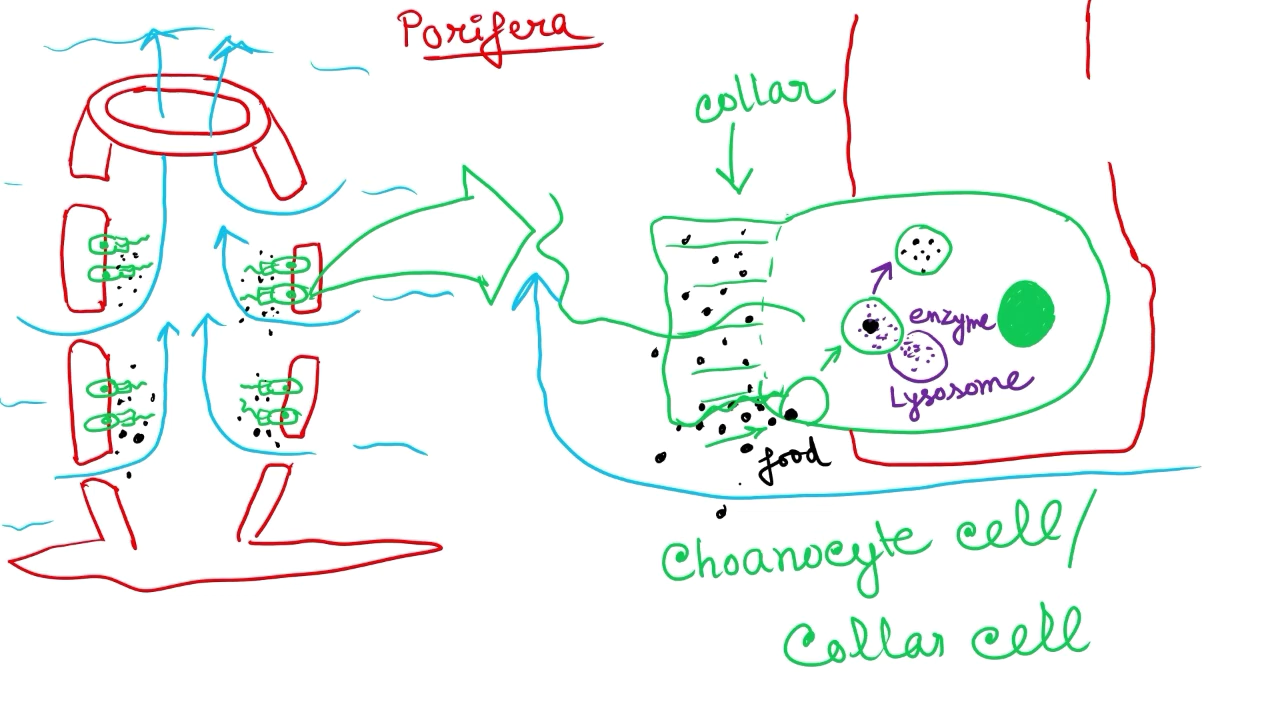 Porifera
collar
enzyme
Lysosome
food
Choanocyte cell/
Collar cell